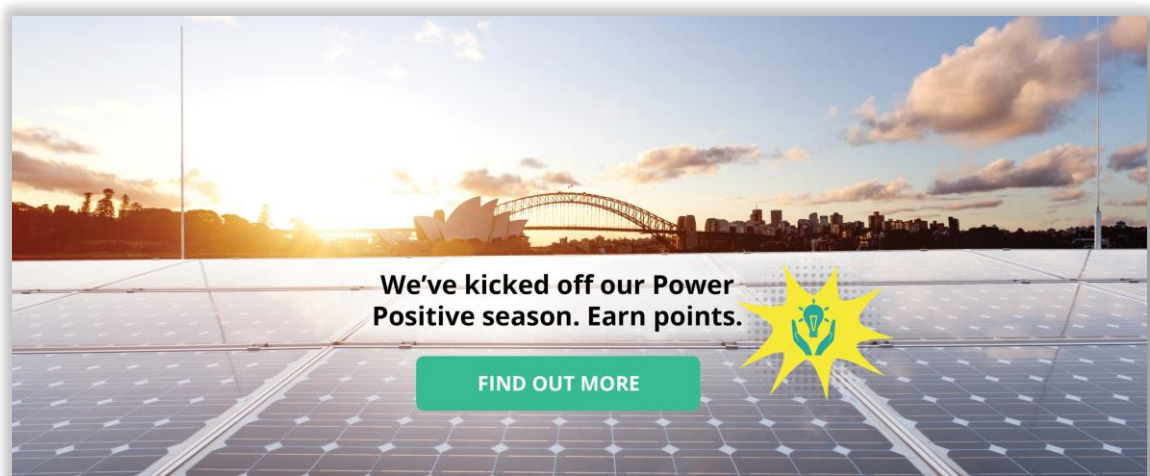 We’ve kicked off our Power
Positive season. Earn points.
FIND OUT MORE